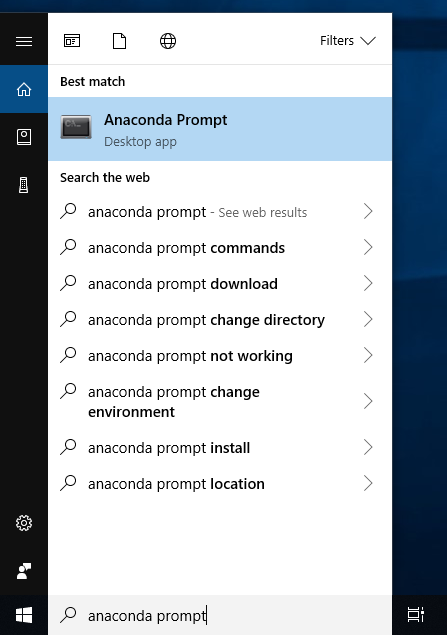 Filters
Best match
Anaconda Prompt
Desktop app
Search the web
anaconda prompt - See web results
anaconda prompt commands
anaconda prompt download
anaconda prompt change directory
anaconda prompt not working
anaconda prompt change
environment
anaconda prompt install
anaconda prompt location
anaconda prompt